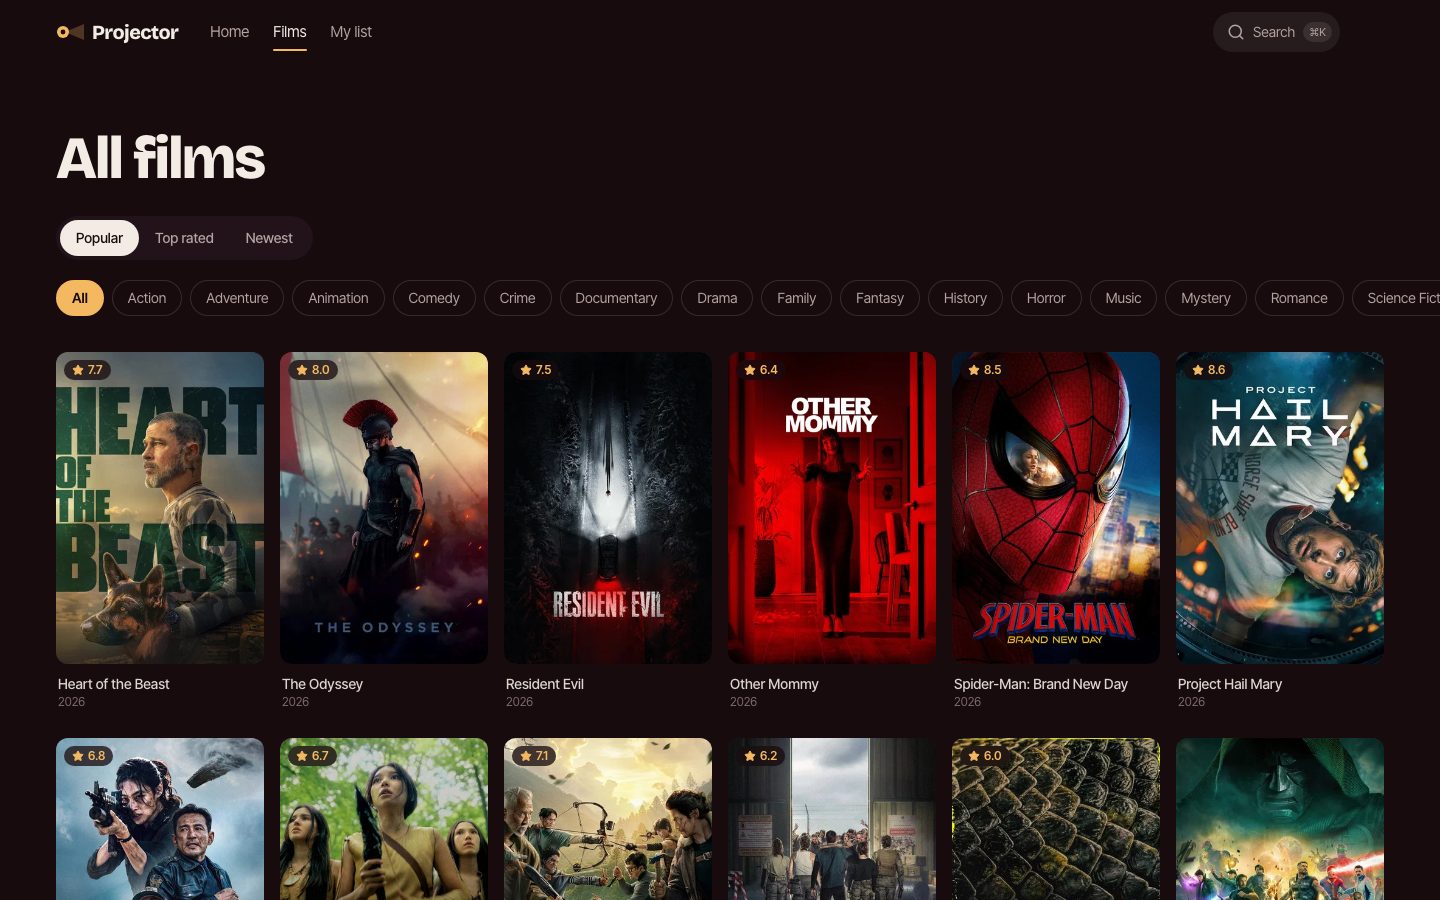 Projector
Home
Films
My list
Search
⌘K
All films
Popular
Top rated
Newest
All
Action
Adventure
Animation
Comedy
Crime
Documentary
Drama
Family
Fantasy
History
Horror
Music
Mystery
Romance
Science Fict
7.7
HEART
OF
THE
BEAST
8.0
THE ODYSSEY
7.5
RESIDENT EVIL
6.4
OTHER
MOMMY
8.5
SPIDER-MAN
BRAND NEW DAY
8.6
PROJECT
HAIL
MARY
Heart of the Beast
2026
The Odyssey
2026
Resident Evil
2026
Other Mommy
2026
Spider-Man: Brand New Day
2026
Project Hail Mary
2026
6.8
6.7
7.1
6.2
6.0